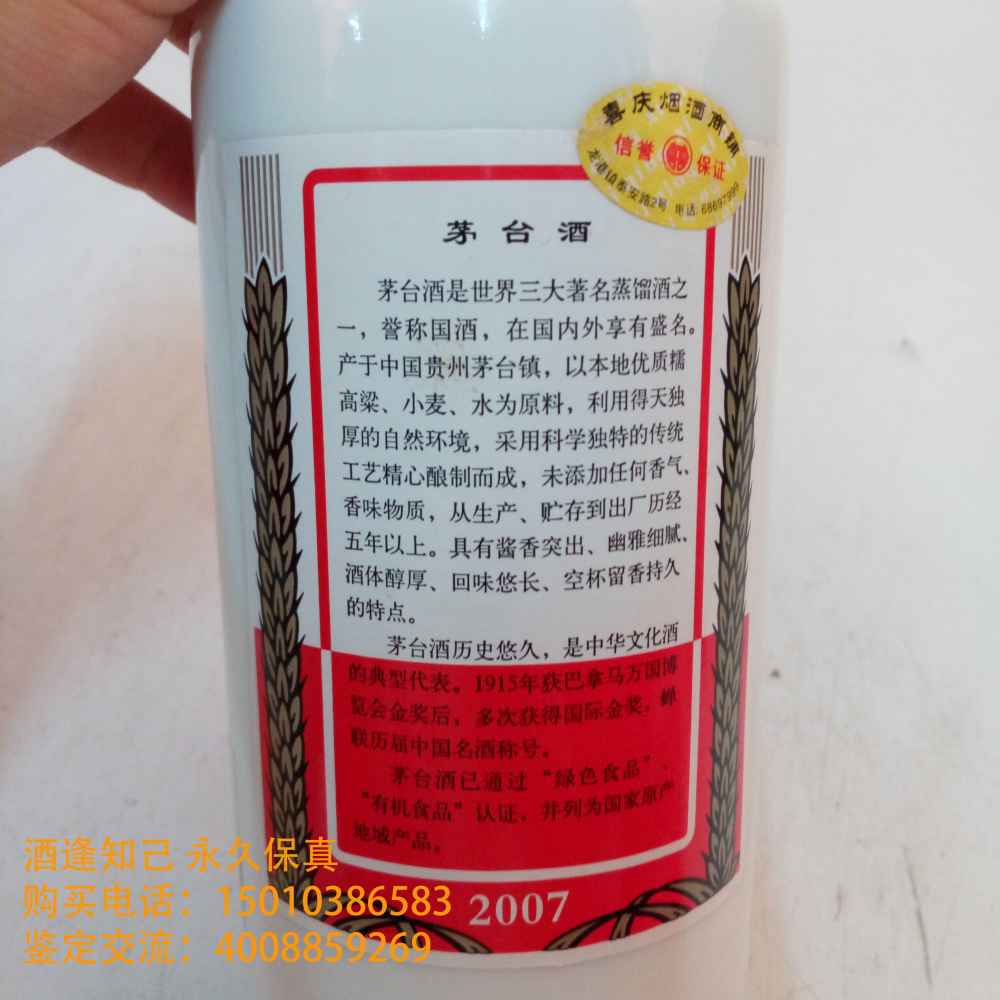 喜庆烟酒商铺
信誉 保证
龙港镇泰安路2号 电话:68697999
茅台酒
茅台酒是世界三大著名蒸馏酒之
一，誉称国酒，在国内外享有盛名。
产于中国贵州茅台镇，以本地优质糯
高粱、小麦、水为原料，利用得天独
厚的自然环境，采用科学独特的传统
工艺精心酿制而成，未添加任何香气、
香味物质，从生产、贮存到出厂历经
五年以上。具有酱香突出、幽雅细腻、
酒体醇厚、回味悠长、空杯留香持久
的特点。
茅台酒历史悠久，是中华文化酒
的典型代表。1915年获巴拿马万国博
览会金奖后，多次获得国际金奖，蝉
联历届中国名酒称号。
茅台酒已通过“绿色食品”、
“有机食品”认证，并列为国家原产
地域产品。
2007
酒逢知己 永久保真
购买电话：15010386583
鉴定交流：4008859269